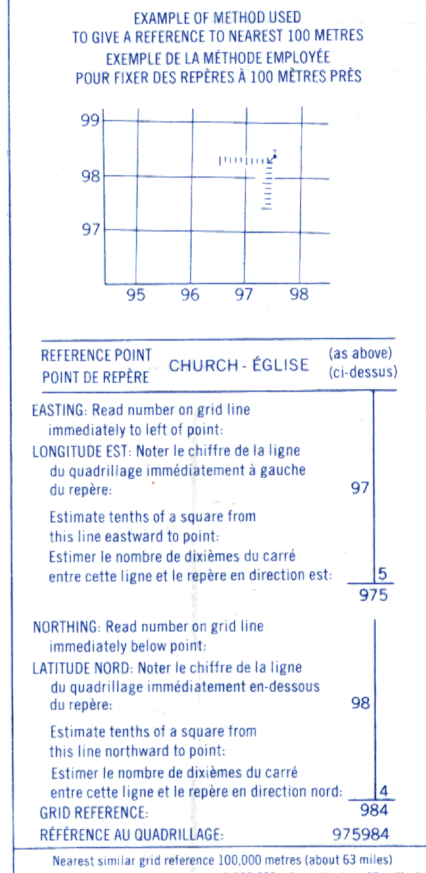 EXAMPLE OF METHOD USED
TO GIVE A REFERENCE TO NEAREST 100 METRES
EXEMPLE DE LA MÉTHODE EMPLOYÉE
POUR FIXER DES REPÈRES À 100 MÈTRES PRÈS
99
98
97
95 96 97 98
REFERENCE POINT
POINT DE REPÈRE
CHURCH - ÉGLISE
(as above)
(ci-dessus)
EASTING: Read number on grid line
immediately to left of point:
LONGITUDE EST: Noter le chiffre de la ligne
du quadrillage immédiatement à gauche
du repère: 97
Estimate tenths of a square from
this line eastward to point:
Estimer le nombre de dixièmes du carré
entre cette ligne et le repère en direction est: 5
975
NORTHING: Read number on grid line
immediately below point:
LATITUDE NORD: Noter le chiffre de la ligne
du quadrillage immédiatement en-dessous
du repère: 98
Estimate tenths of a square from
this line northward to point:
Estimer le nombre de dixièmes du carré
entre cette ligne et le repère en direction nord: 4
GRID REFERENCE: 984
RÉFÉRENCE AU QUADRILLAGE: 975984
Nearest similar grid reference 100,000 metres (about 63 miles)